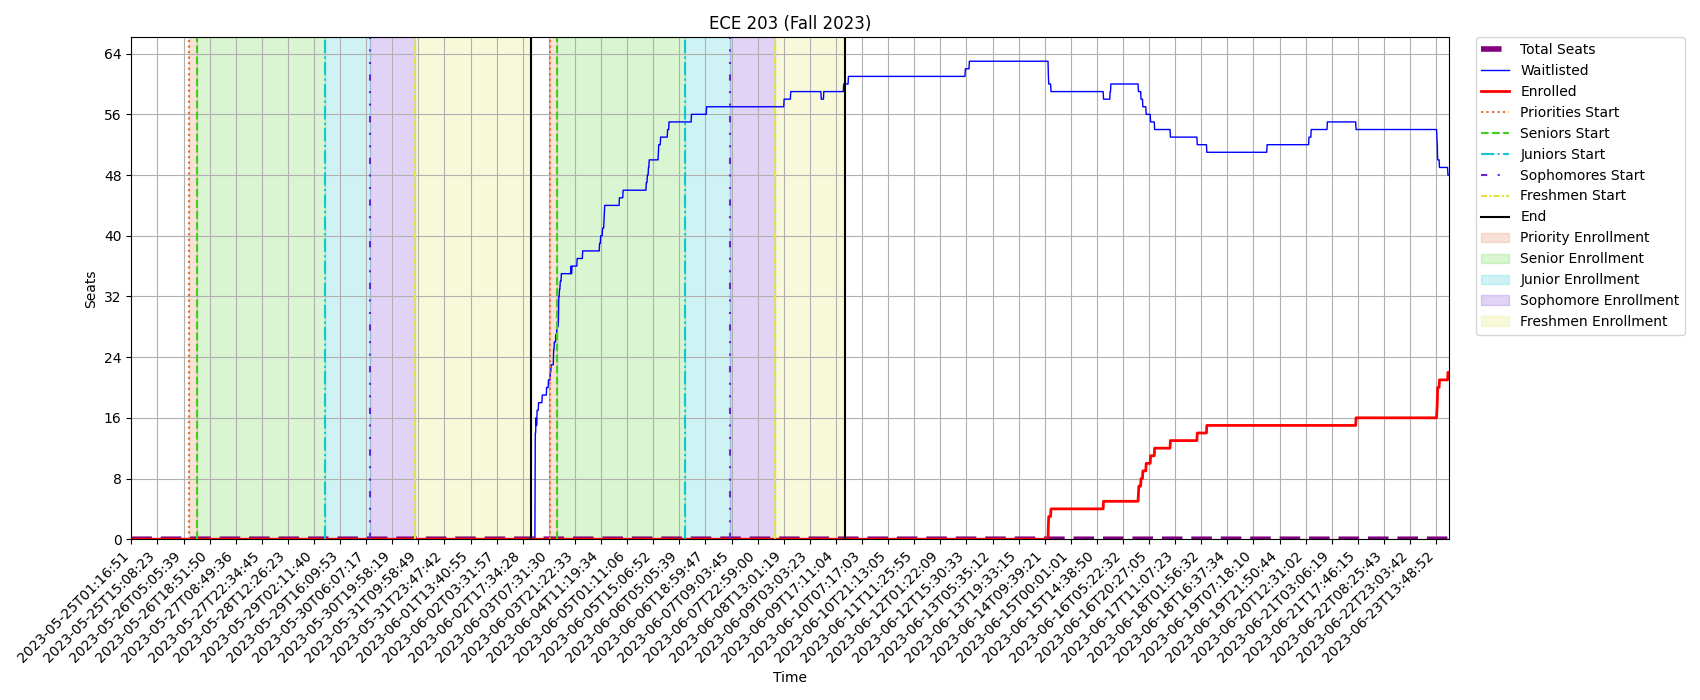 ECE 203 (Fall 2023)
Seats
64
56
48
40
32
24
16
8
0
2023-05-25T01:16:51
2023-05-25T15:08:23
2023-05-26T05:05:39
2023-05-26T18:51:50
2023-05-27T08:49:36
2023-05-27T22:34:45
2023-05-28T12:26:23
2023-05-29T02:11:40
2023-05-29T16:09:53
2023-05-30T06:07:17
2023-05-30T19:58:19
2023-05-31T09:58:49
2023-05-31T23:47:42
2023-06-01T13:40:55
2023-06-02T03:31:57
2023-06-02T17:34:28
2023-06-03T07:31:30
2023-06-03T21:22:33
2023-06-04T11:19:34
2023-06-05T01:11:06
2023-06-05T15:06:52
2023-06-06T05:05:39
2023-06-06T18:59:47
2023-06-07T09:03:45
2023-06-07T22:59:00
2023-06-08T13:01:19
2023-06-09T03:03:23
2023-06-09T17:11:04
2023-06-10T07:17:03
2023-06-10T21:13:05
2023-06-11T11:25:55
2023-06-12T01:22:09
2023-06-12T15:30:33
2023-06-13T05:35:12
2023-06-13T19:33:15
2023-06-14T09:39:21
2023-06-15T00:01:01
2023-06-15T14:38:50
2023-06-16T05:22:32
2023-06-16T20:27:05
2023-06-17T11:07:23
2023-06-18T01:56:32
2023-06-18T16:37:34
2023-06-19T07:18:10
2023-06-19T21:50:44
2023-06-20T12:31:02
2023-06-21T03:06:19
2023-06-21T17:46:15
2023-06-22T08:25:43
2023-06-22T23:03:42
2023-06-23T13:48:52
Time
Total Seats
Waitlisted
Enrolled
Priorities Start
Seniors Start
Juniors Start
Sophomores Start
Freshmen Start
End
Priority Enrollment
Senior Enrollment
Junior Enrollment
Sophomore Enrollment
Freshmen Enrollment